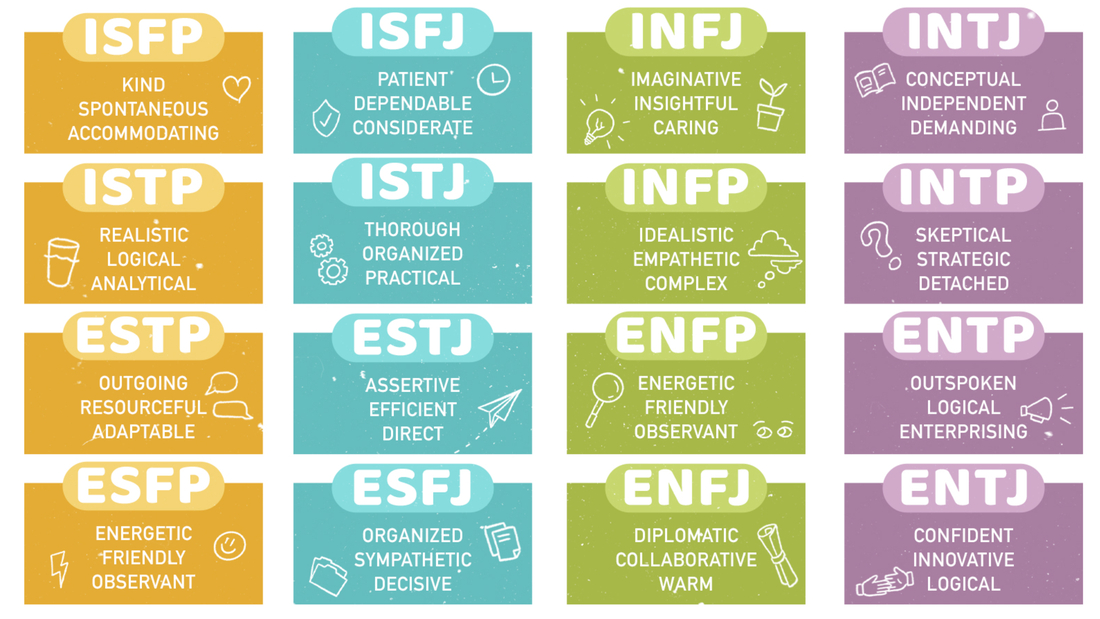 ISFP
KIND
SPONTANEOUS
ACCOMMODATING
ISFJ
PATIENT
DEPENDABLE
CONSIDERATE
INFJ
IMAGINATIVE
INSIGHTFUL
CARING
INTJ
CONCEPTUAL
INDEPENDENT
DEMANDING
ISTP
REALISTIC
LOGICAL
ANALYTICAL
ISTJ
THOROUGH
ORGANIZED
PRACTICAL
INFP
IDEALISTIC
EMPATHETIC
COMPLEX
INTP
SKEPTICAL
STRATEGIC
DETACHED
ESTP
OUTGOING
RESOURCEFUL
ADAPTABLE
ESTJ
ASSERTIVE
EFFICIENT
DIRECT
ENFP
ENERGETIC
FRIENDLY
OBSERVANT
ENTP
OUTSPOKEN
LOGICAL
ENTERPRISING
ESFP
ENERGETIC
FRIENDLY
OBSERVANT
ESFJ
ORGANIZED
SYMPATHETIC
DECISIVE
ENFJ
DIPLOMATIC
COLLABORATIVE
WARM
ENTJ
CONFIDENT
INNOVATIVE
LOGICAL